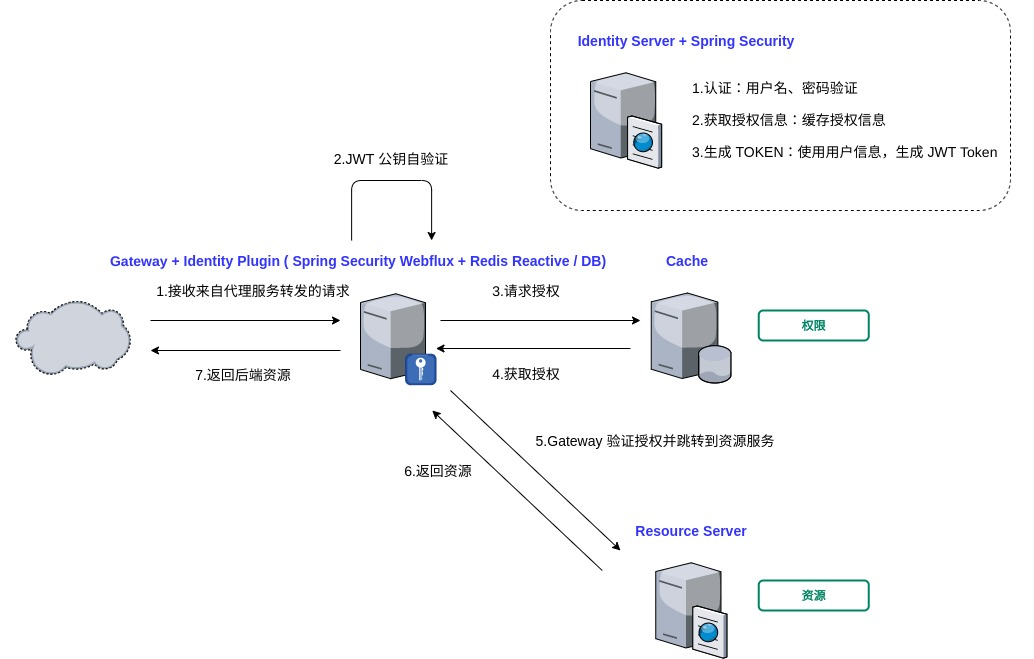 Identity Server + Spring Security
1.认证：用户名、密码验证
2.获取授权信息：缓存授权信息
3.生成 TOKEN：使用用户信息，生成 JWT Token
2.JWT 公钥自验证
Gateway + Identity Plugin ( Spring Security Webflux + Redis Reactive / DB)
Cache
1.接收来自代理服务转发的请求
3.请求授权
权限
7.返回后端资源
4.获取授权
5.Gateway 验证授权并跳转到资源服务
6.返回资源
Resource Server
资源